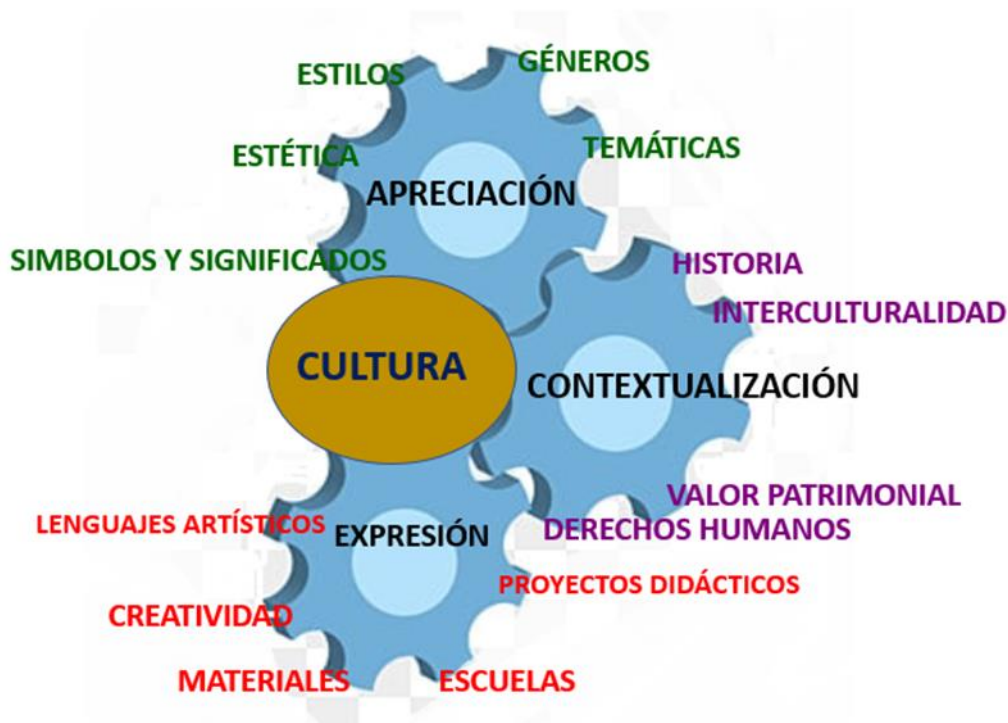 GÉNEROS
ESTILOS
TEMÁTICAS
ESTÉTICA
APRECIACIÓN
SIMBOLOS Y SIGNIFICADOS
HISTORIA
INTERCULTURALIDAD
CULTURA
CONTEXTUALIZACIÓN
VALOR PATRIMONIAL
LENGUAJES ARTÍSTICOS
EXPRESIÓN
DERECHOS HUMANOS
PROYECTOS DIDÁCTICOS
CREATIVIDAD
MATERIALES
ESCUELAS